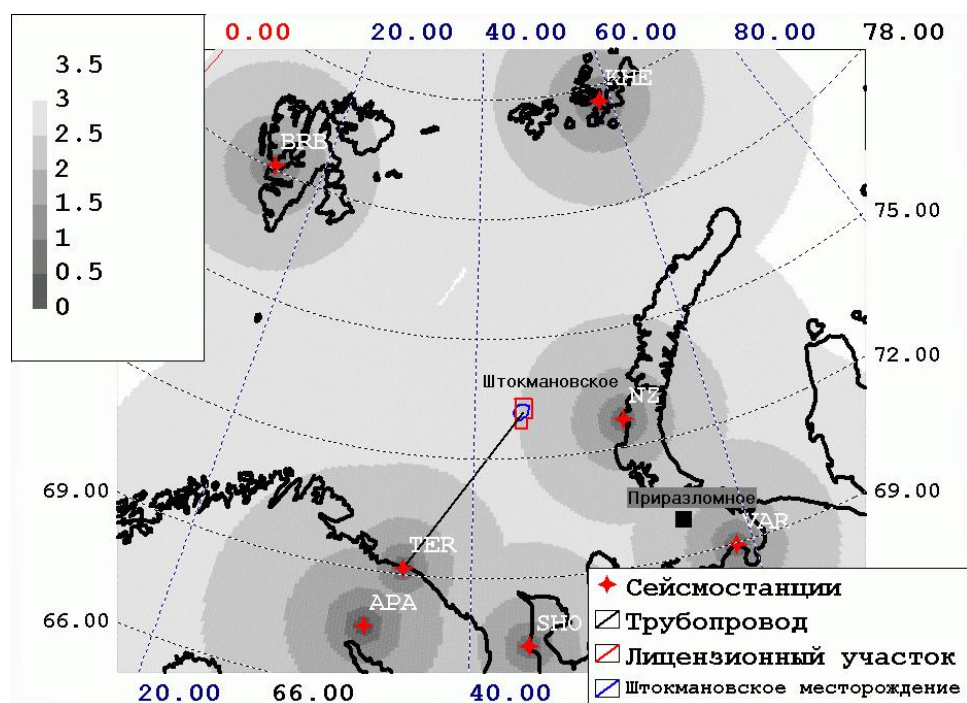 0.00 20.00 40.00 60.00 80.00 78.00
3.5
3
2.5
2
1.5
1
0.5
0
KHE
BRB
75.00
72.00
Штокмановское
NZ
69.00
69.00
Приразломное
VAR
TER
APA
66.00
SHO
Сейсмостанции
Трубопровод
Лицензионный участок
Штокмановское месторождение
20.00 66.00 40.00